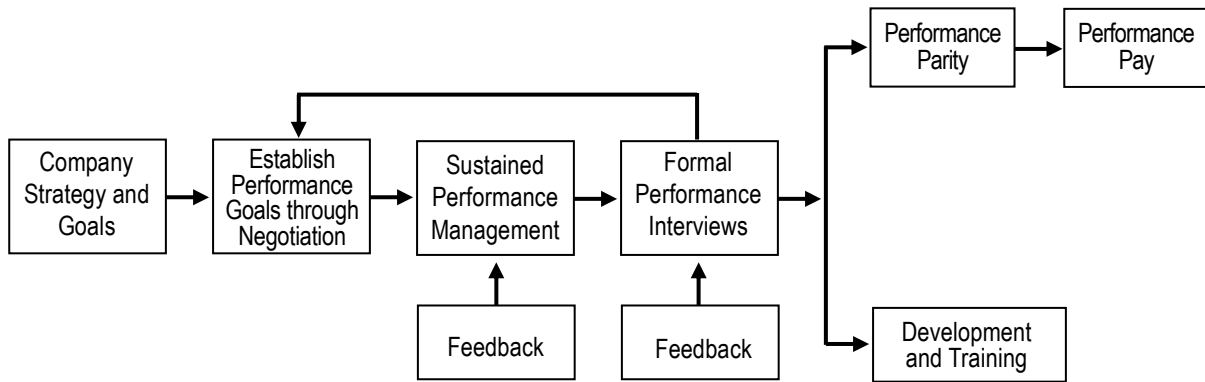 Performance
Parity
Performance
Pay
Company
Strategy and
Goals
Establish
Performance
Goals through
Negotiation
Sustained
Performance
Management
Formal
Performance
Interviews
Feedback
Feedback
Development
and Training